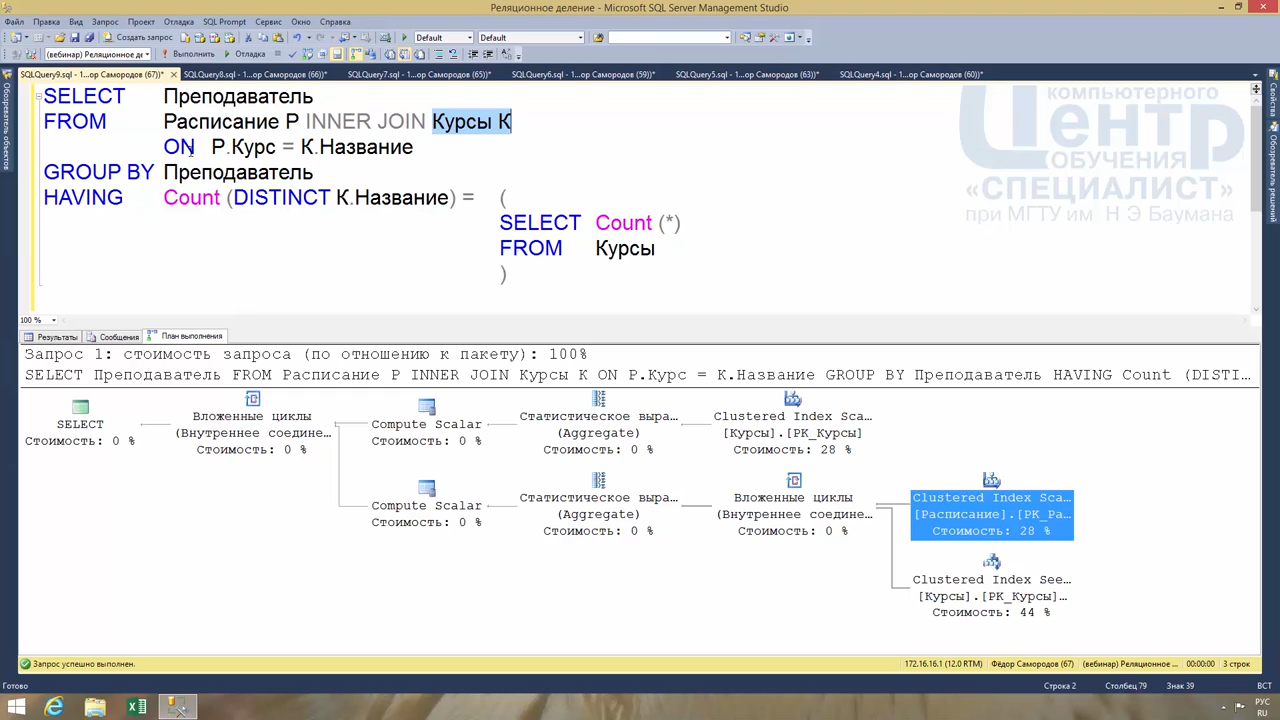 Реляционное деление - Microsoft SQL Server Management Studio
Файл Правка Вид Запрос Проект Отладка SQL Prompt Сервис Окно Справка
Создать запрос Default Default
(вебинар) Реляционное дел Выполнить Отладка
SQLQuery9.sql -1...ор Самородов (67))* SQLQuery8.sql - 1...ор Самородов (66))* SQLQuery7.sql - 1...ор Самородов (65))* SQLQuery6.sql - 1...ор Самородов (59))* SQLQuery5.sql - 1...ор Самородов (63))* SQLQuery4.sql - 1...ор Самородов (60))*
Обозреватель объектов
Свойства
Обозреватель решений
SELECT Преподаватель
FROM Расписание Р INNER JOIN Курсы К
ON Р.Курс = К.Название
GROUP BY Преподаватель
HAVING Count (DISTINCT К.Название) = (
SELECT Count (*)
FROM Курсы
)
компьютерного
Центр
ОБУЧЕНИЯ
«СПЕЦИАЛИСТ»
при МГТУ им Н Э Баумана
100 %
Результаты Сообщения План выполнения
Запрос 1: стоимость запроса (по отношению к пакету): 100%
SELECT Преподаватель FROM Расписание Р INNER JOIN Курсы К ON Р.Курс = К.Название GROUP BY Преподаватель HAVING Count (DISTI...
SELECT
Стоимость: 0 %
Вложенные циклы
(Внутреннее соедине...
Стоимость: 0 %
Compute Scalar
Стоимость: 0 %
Статистическое выра...
(Aggregate)
Стоимость: 0 %
Clustered Index Sca...
[Курсы].[PK_Курсы]
Стоимость: 28 %
Compute Scalar
Стоимость: 0 %
Статистическое выра...
(Aggregate)
Стоимость: 0 %
Вложенные циклы
(Внутреннее соедине...
Стоимость: 0 %
Clustered Index Sca...
[Расписание].[PK_Ра...
Стоимость: 28 %
Clustered Index See...
[Курсы].[PK_Курсы]...
Стоимость: 44 %
Запрос успешно выполнен. 172.16.16.1 (12.0 RTM) Фёдор Самородов (67) (вебинар) Реляционное ... 00:00:00 3 строк
Готово Строка 2 Столбец 79 Знак 39 ВСТ
РУС
RU